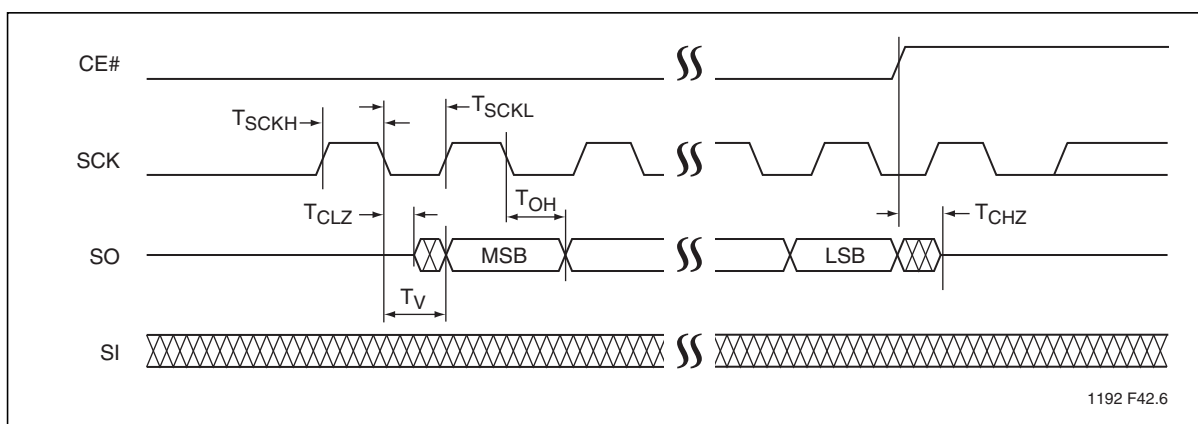 CE#
TSCKH
TSCKL
SCK
TCLZ
TOH
TCHZ
SO
MSB
LSB
TV
SI
1192 F42.6